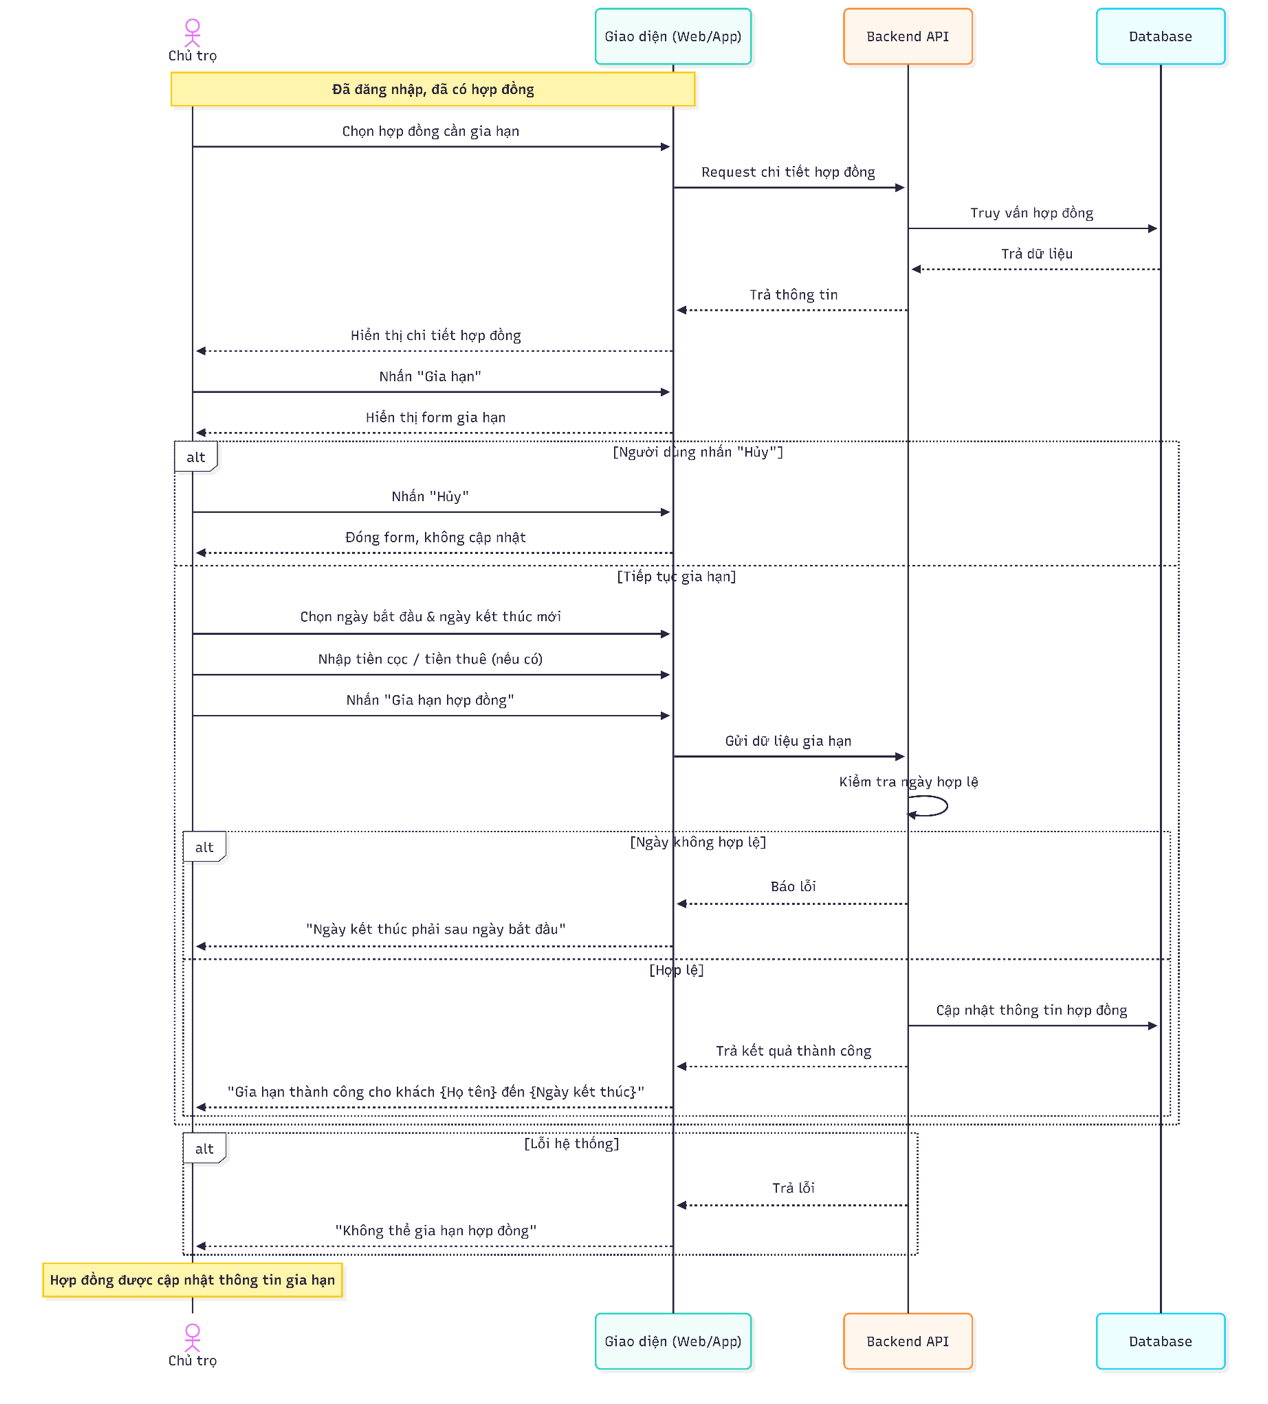 Chủ trọ
Giao diện (Web/App)
Backend API
Database
Đã đăng nhập, đã có hợp đồng
Chọn hợp đồng cần gia hạn
Request chi tiết hợp đồng
Truy vấn hợp đồng
Trả dữ liệu
Trả thông tin
Hiển thị chi tiết hợp đồng
Nhấn "Gia hạn"
Hiển thị form gia hạn
alt
[Người dùng nhấn "Hủy"]
Nhấn "Hủy"
Đóng form, không cập nhật
[Tiếp tục gia hạn]
Chọn ngày bắt đầu & ngày kết thúc mới
Nhập tiền cọc / tiền thuê (nếu có)
Nhấn "Gia hạn hợp đồng"
Gửi dữ liệu gia hạn
Kiểm tra ngày hợp lệ
alt
[Ngày không hợp lệ]
Báo lỗi
"Ngày kết thúc phải sau ngày bắt đầu"
[Hợp lệ]
Cập nhật thông tin hợp đồng
Trả kết quả thành công
"Gia hạn thành công cho khách {Họ tên} đến {Ngày kết thúc}"
alt
[Lỗi hệ thống]
Trả lỗi
"Không thể gia hạn hợp đồng"
Hợp đồng được cập nhật thông tin gia hạn
Chủ trọ
Giao diện (Web/App)
Backend API
Database